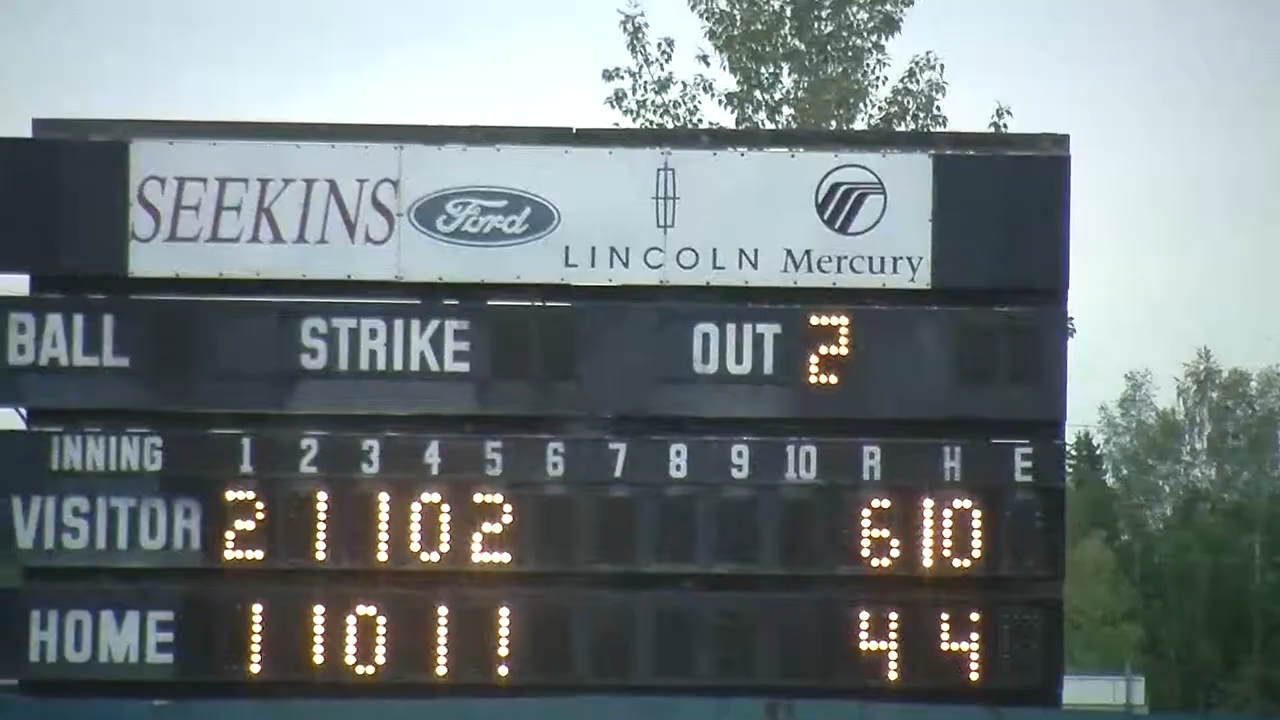 SEEKINS Ford LINCOLN Mercury
BALL STRIKE OUT 2
INNING 1 2 3 4 5 6 7 8 9 10 R H E
VISITOR 2 1 1 0 2 6 10
HOME 1 1 0 1 1 4 4